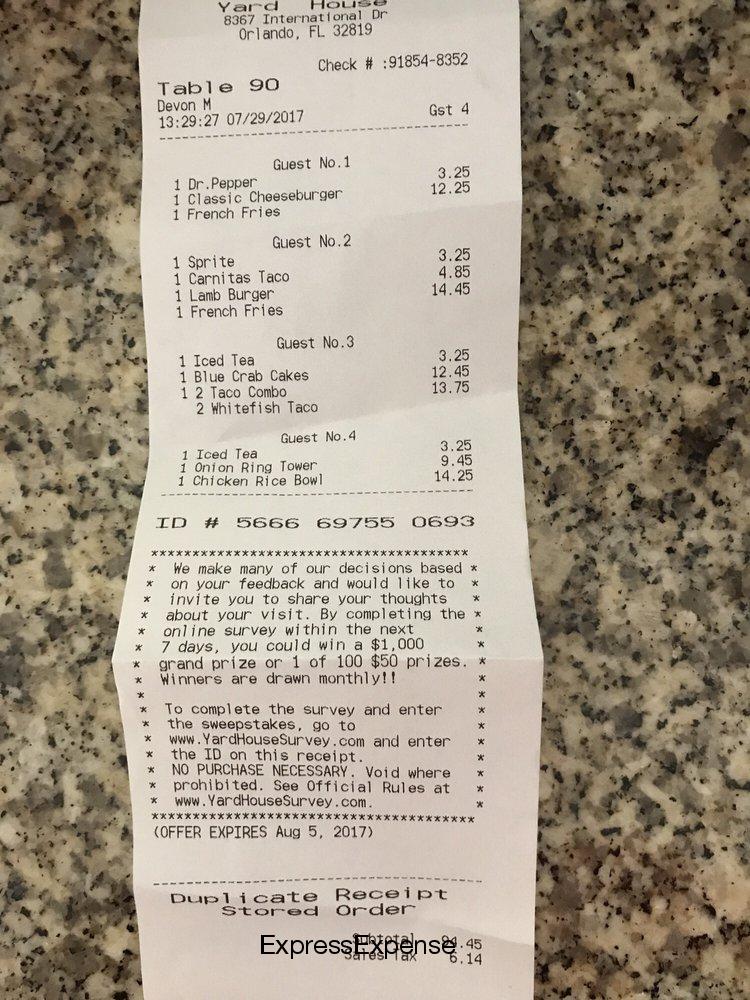 Yard House
8367 International Dr
Orlando, FL 32819
Check # :91854-8352
Table 90
Devon M
13:29:27 07/29/2017 Gst 4
Guest No.1
1 Dr.Pepper 3.25
1 Classic Cheeseburger 12.25
1 French Fries
Guest No.2
1 Sprite 3.25
1 Carnitas Taco 4.85
1 Lamb Burger 14.45
1 French Fries
Guest No.3
1 Iced Tea 3.25
1 Blue Crab Cakes 12.45
1 2 Taco Combo 13.75
2 Whitefish Taco
Guest No.4
1 Iced Tea 3.25
1 Onion Ring Tower 9.45
1 Chicken Rice Bowl 14.25
ID # 5666 69755 0693
****************************************
* We make many of our decisions based *
* on your feedback and would like to *
* invite you to share your thoughts *
* about your visit. By completing the *
* online survey within the next *
* 7 days, you could win a $1,000 *
* grand prize or 1 of 100 $50 prizes. *
* Winners are drawn monthly!! *
* *
* To complete the survey and enter *
* the sweepstakes, go to *
* www.YardHouseSurvey.com and enter *
* the ID on this receipt. *
* NO PURCHASE NECESSARY. Void where *
* prohibited. See Official Rules at *
* www.YardHouseSurvey.com. *
****************************************
(OFFER EXPIRES Aug 5, 2017)
Duplicate Receipt
Stored Order
Subtotal 94.45
ExpressExpense
Sales Tax 6.14